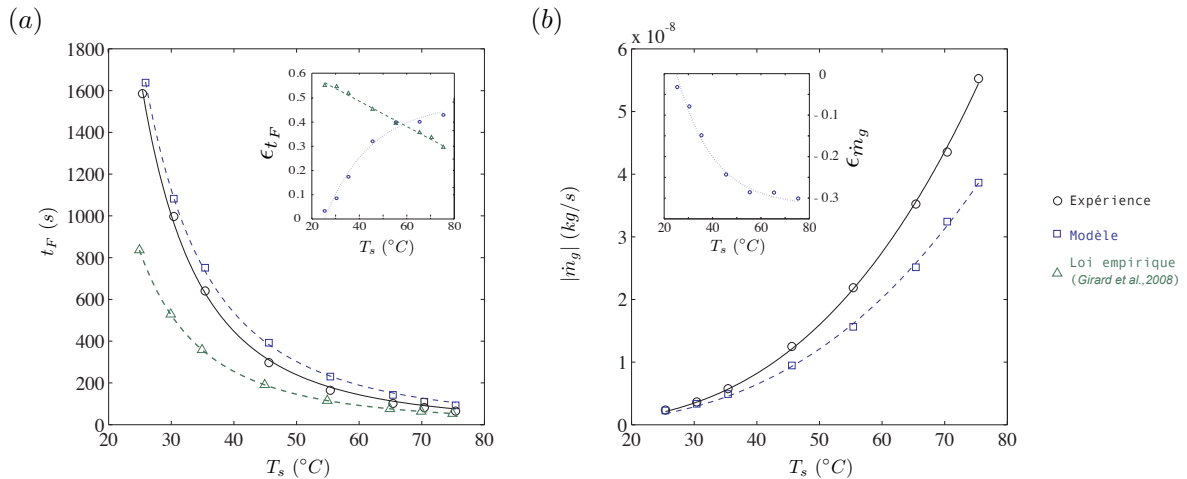 (a)
1800
1600
1400
1200
1000
800
600
400
200
0
t_F (s)
20 30 40 50 60 70 80
T_s (°C)
0.6
0.5
0.4
0.3
0.2
0.1
0
ϵ_{t_F}
20 40 60 80
T_s (°C)
(b)
x 10^{-8}
6
5
4
3
2
1
0
|ṁ_g| (kg/s)
20 30 40 50 60 70 80
T_s (°C)
0
- 0.1
- 0.2
- 0.3
ϵ_{ṁ_g}
20 40 60 80
T_s (°C)
Expérience
Modèle
Loi empirique
(Girard et al.,2008)